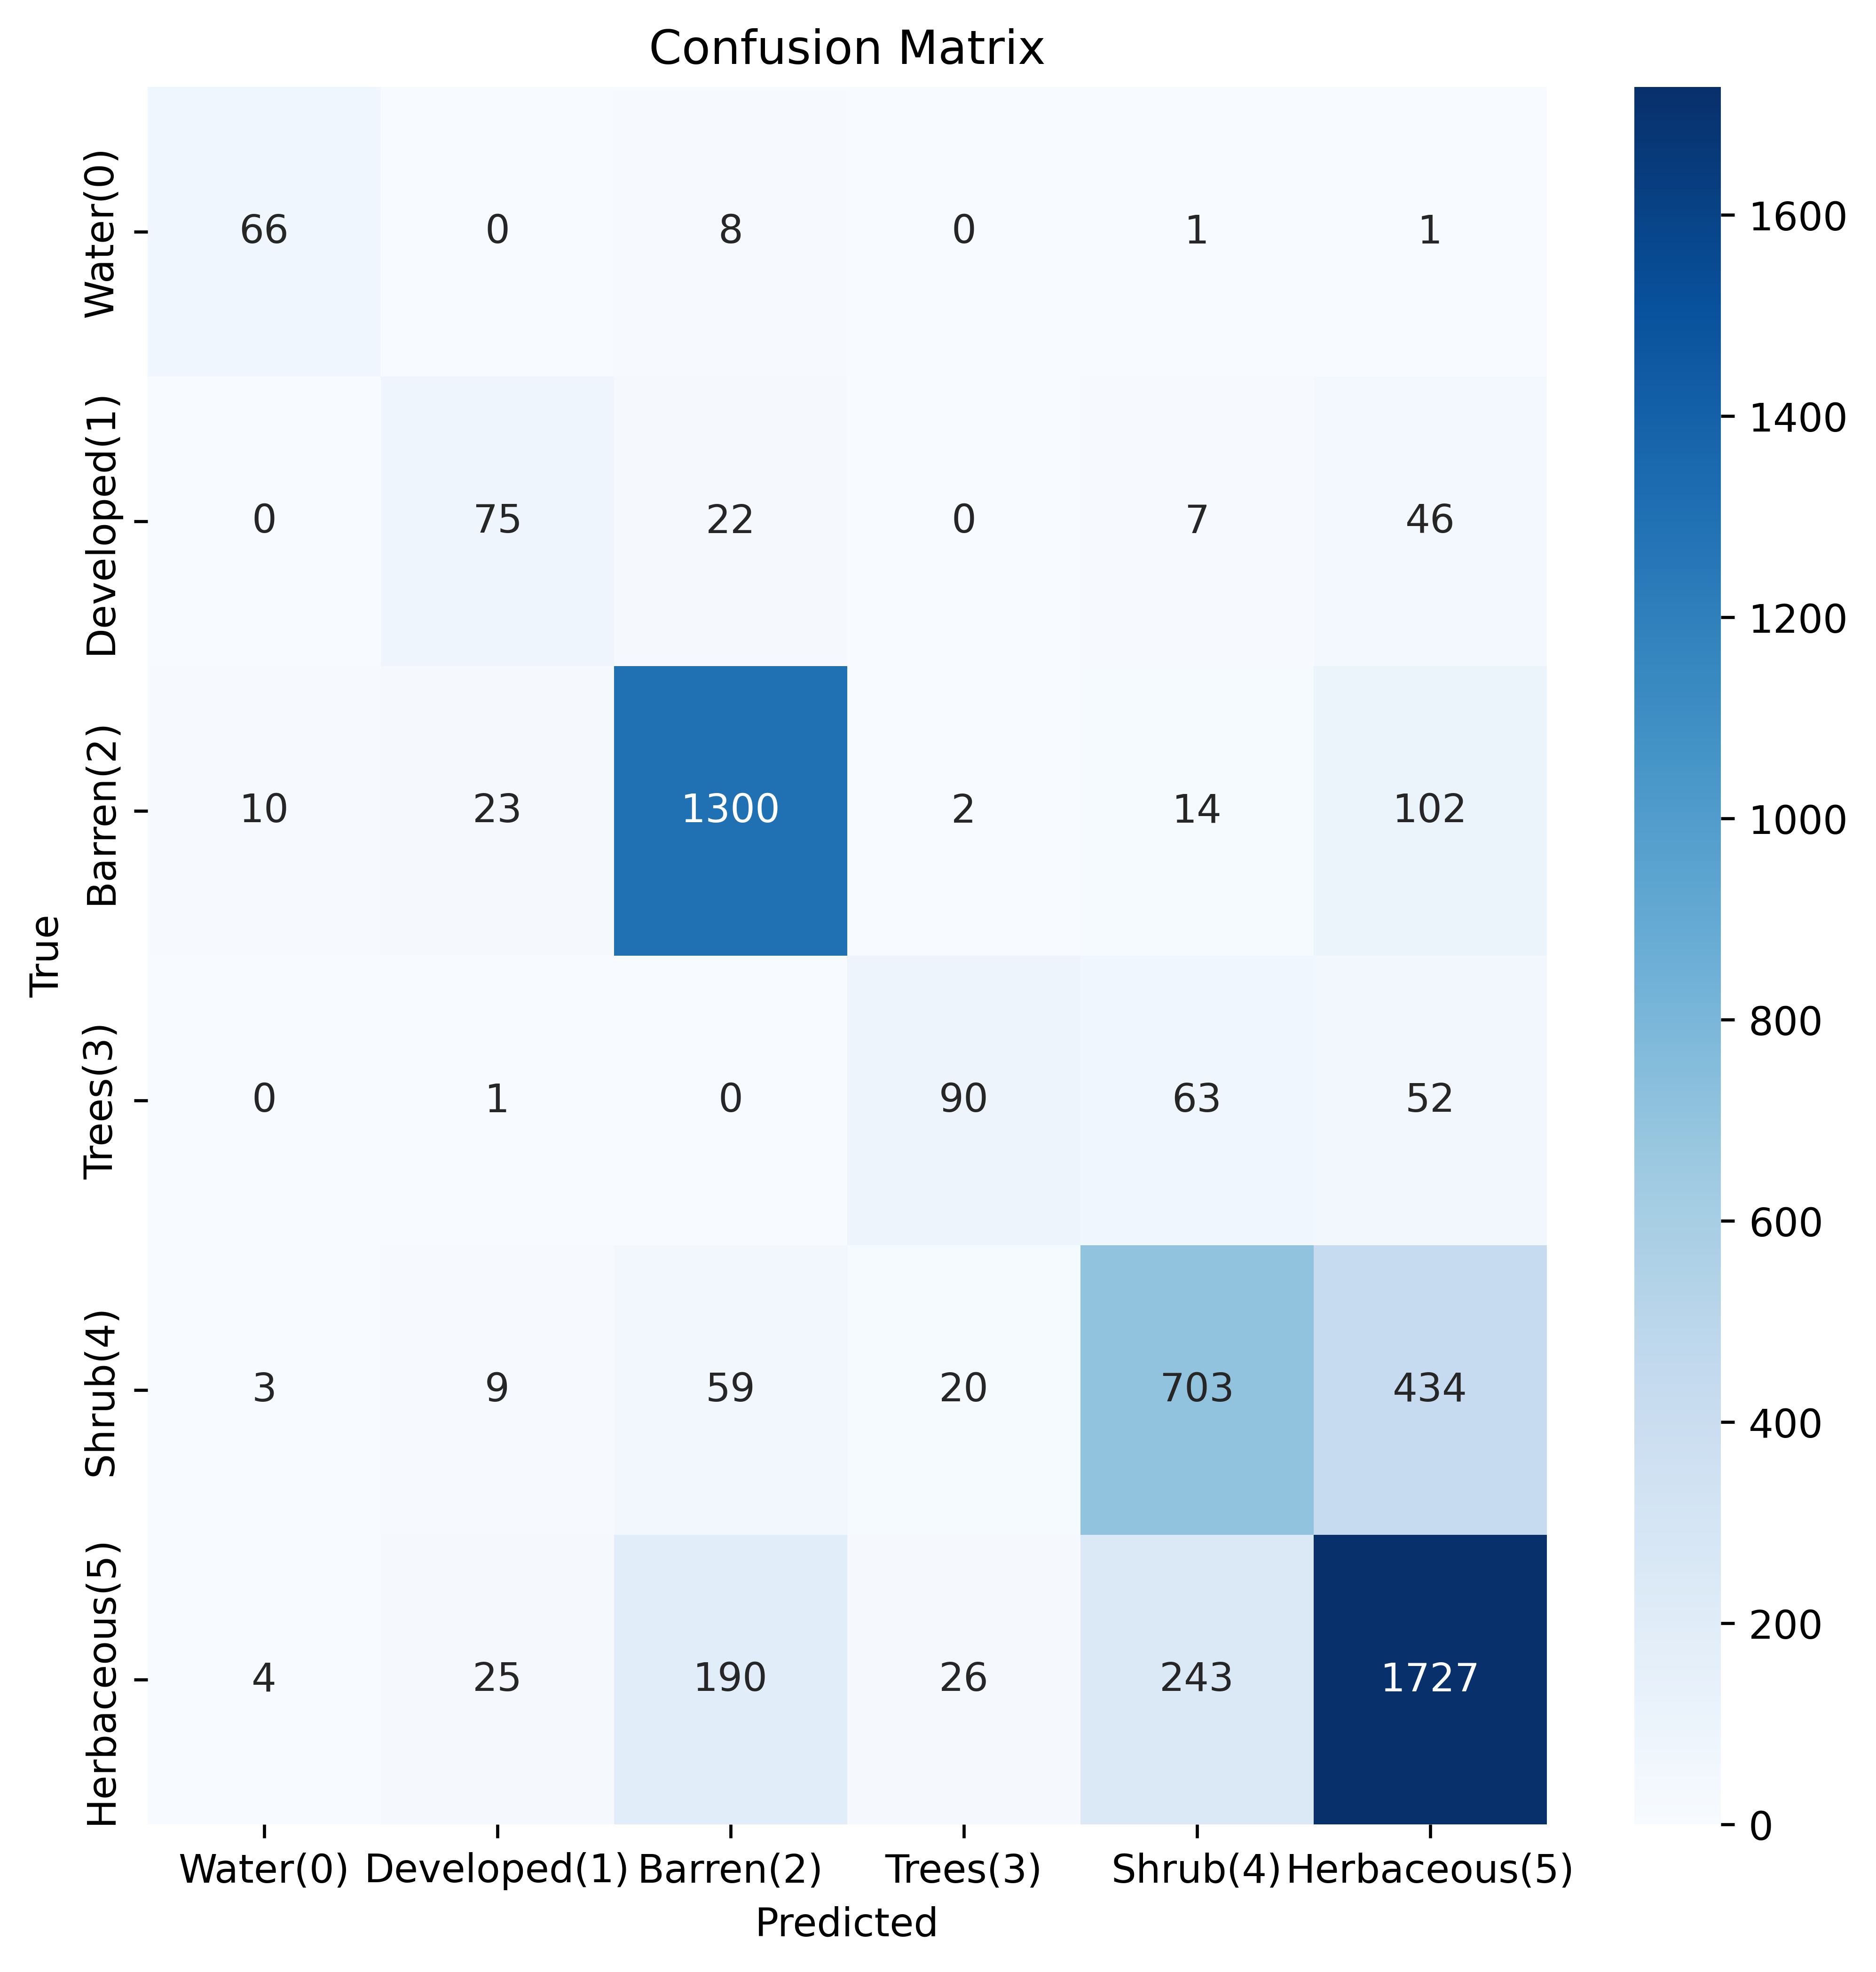 Confusion Matrix
Water(0) 66 0 8 0 1 1
Developed(1) 0 75 22 0 7 46
Barren(2) 10 23 1300 2 14 102
Trees(3) 0 1 0 90 63 52
Shrub(4) 3 9 59 20 703 434
Herbaceous(5) 4 25 190 26 243 1727
True
Water(0) Developed(1) Barren(2) Trees(3) Shrub(4) Herbaceous(5)
Predicted
1600
1400
1200
1000
800
600
400
200
0